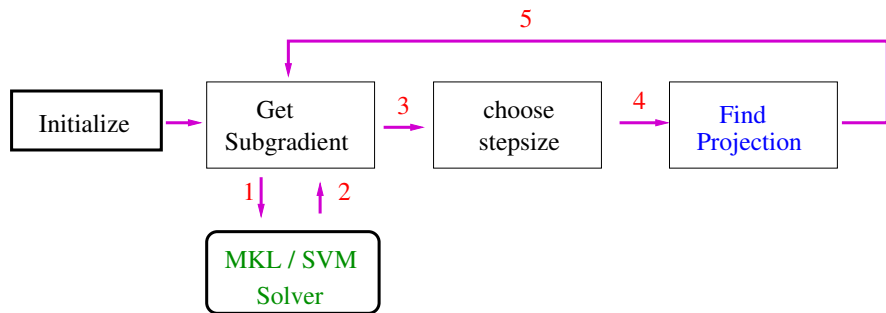 5
Initialize
Get
Subgradient
3
choose
stepsize
4
Find
Projection
1
2
MKL / SVM
Solver